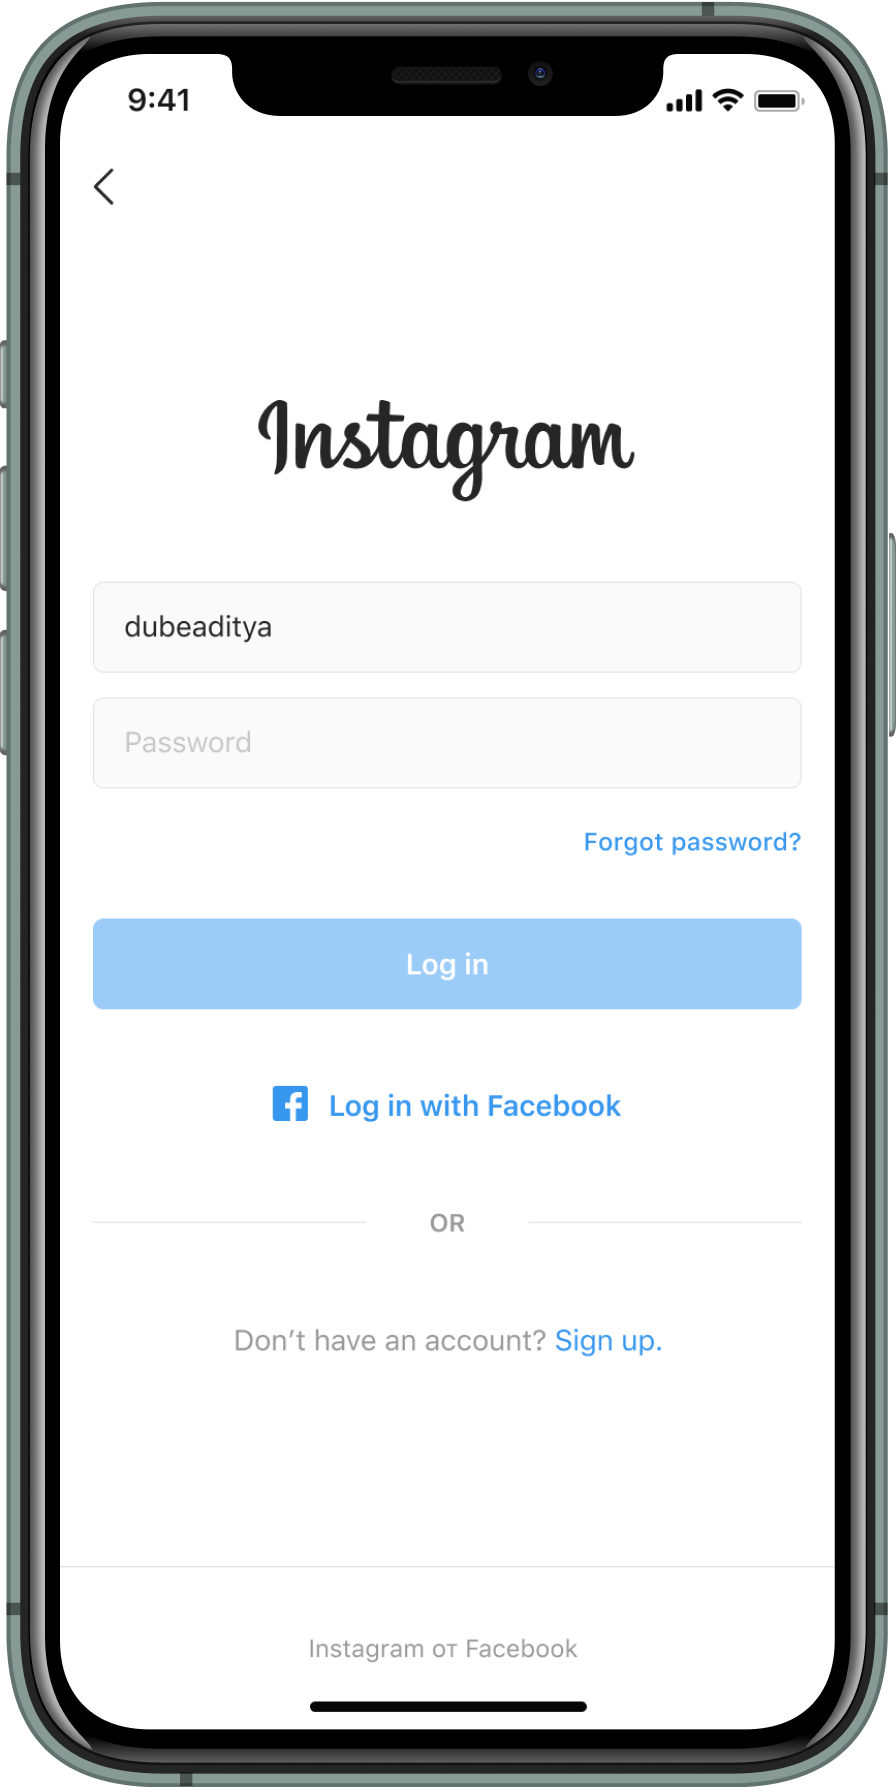 9:41
Instagram
dubeaditya
Password
Forgot password?
Log in
Log in with Facebook
OR
Don’t have an account? Sign up.
Instagram от Facebook